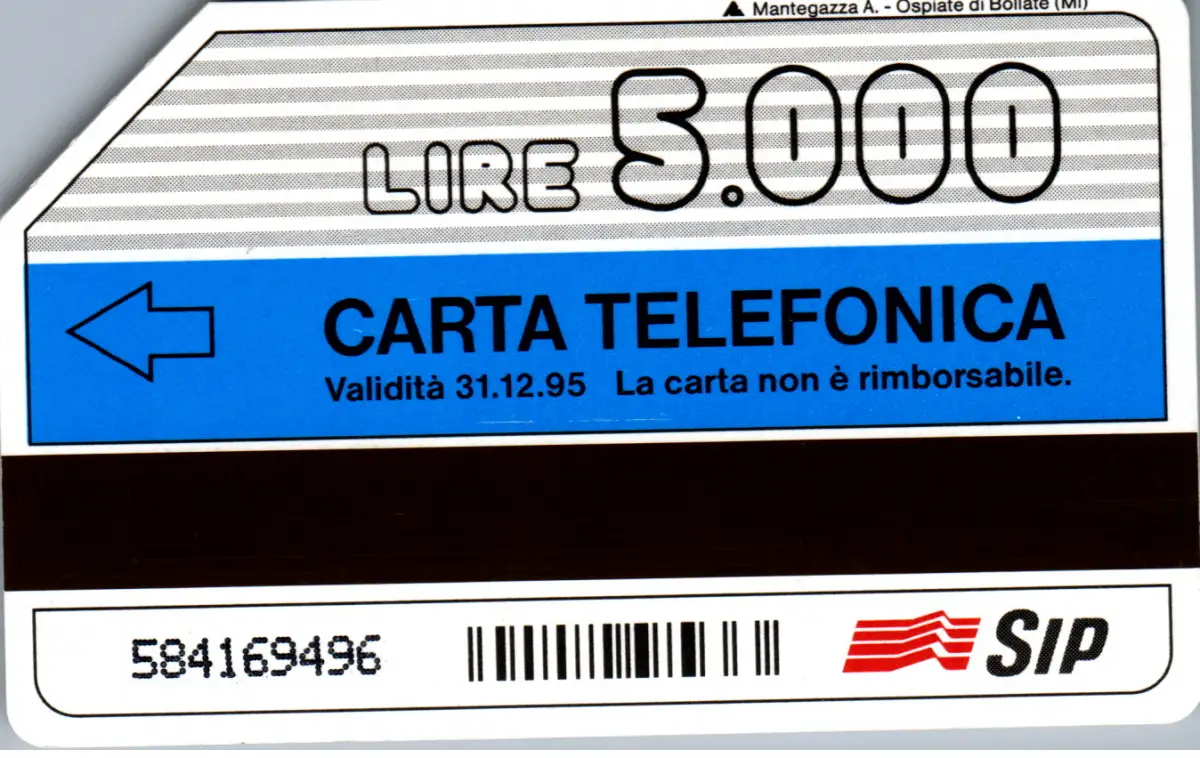 Mantegazza A. - Ospiate di Bollate (MI)
LIRE 5.000
CARTA TELEFONICA
Validità 31.12.95 La carta non è rimborsabile.
584169496
SIP